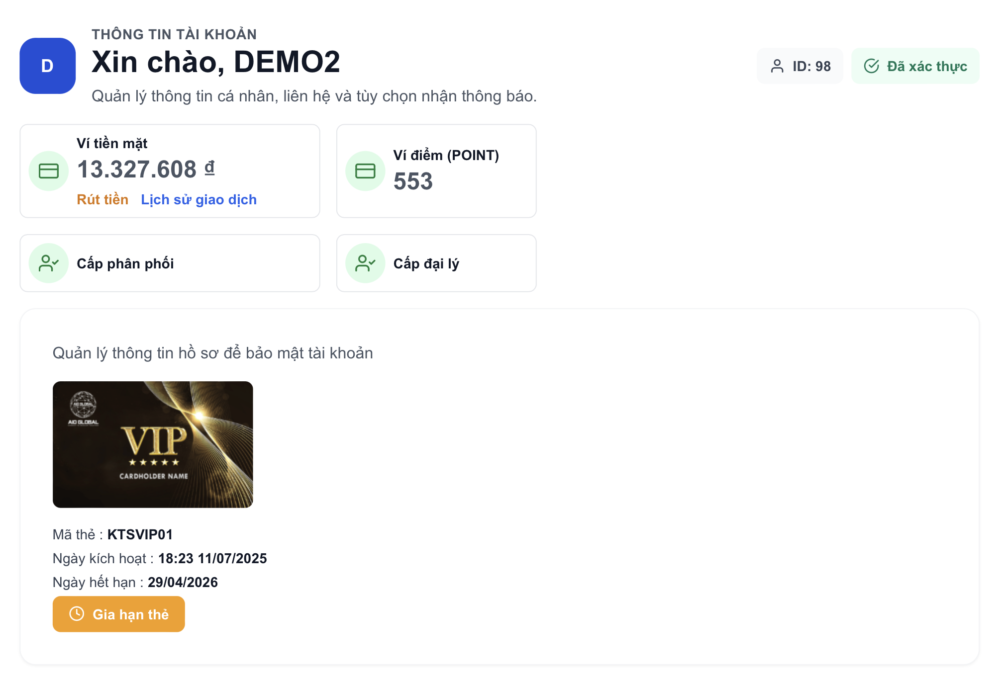 THÔNG TIN TÀI KHOẢN
D
Xin chào, DEMO2
Quản lý thông tin cá nhân, liên hệ và tùy chọn nhận thông báo.
ID: 98
Đã xác thực
Ví tiền mặt
13.327.608 ₫
Rút tiền Lịch sử giao dịch
Ví điểm (POINT)
553
Cấp phân phối
Cấp đại lý
Quản lý thông tin hồ sơ để bảo mật tài khoản
AIO GLOBAL
AIO GLOBAL
VIP
CARDHOLDER NAME
Mã thẻ : KTSVIP01
Ngày kích hoạt : 18:23 11/07/2025
Ngày hết hạn : 29/04/2026
Gia hạn thẻ